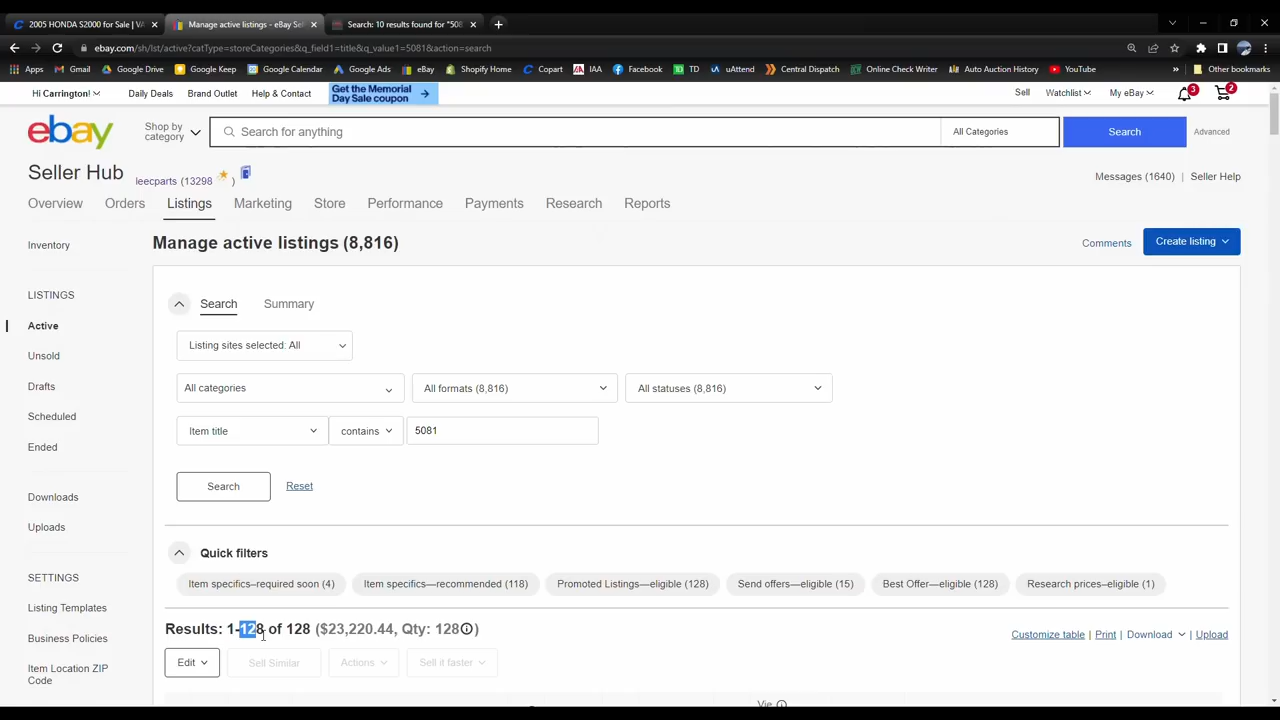 2005 HONDA S2000 for Sale | VA
Manage active listings - eBay Sel
Search: 10 results found for "508
ebay.com/sh/lst/active?catType=storeCategories&q_field1=title&q_value1=5081&action=search
Apps Gmail Google Drive Google Keep Google Calendar Google Ads eBay Shopify Home Copart IAA Facebook TD uAttend Central Dispatch Online Check Writer Auto Auction History YouTube » Other bookmarks
Hi Carrington! Daily Deals Brand Outlet Help & Contact Get the Memorial Day Sale coupon Sell Watchlist My eBay 3 2
ebay Shop by category Search for anything All Categories Search Advanced
Seller Hub leecparts (13298 ) Messages (1640) | Seller Help
Overview Orders Listings Marketing Store Performance Payments Research Reports
Inventory
LISTINGS
Active
Unsold
Drafts
Scheduled
Ended
Downloads
Uploads
SETTINGS
Listing Templates
Business Policies
Item Location ZIP
Code
Manage active listings (8,816) Comments Create listing
Search Summary
Listing sites selected: All
All categories All formats (8,816) All statuses (8,816)
Item title contains 5081
Search Reset
Quick filters
Item specifics–required soon (4) Item specifics—recommended (118) Promoted Listings—eligible (128) Send offers—eligible (15) Best Offer—eligible (128) Research prices–eligible (1)
Results: 1-128 of 128 ($23,220.44, Qty: 128 )
Customize table | Print | Download | Upload
Edit Sell Similar Actions Sell it faster
Vie